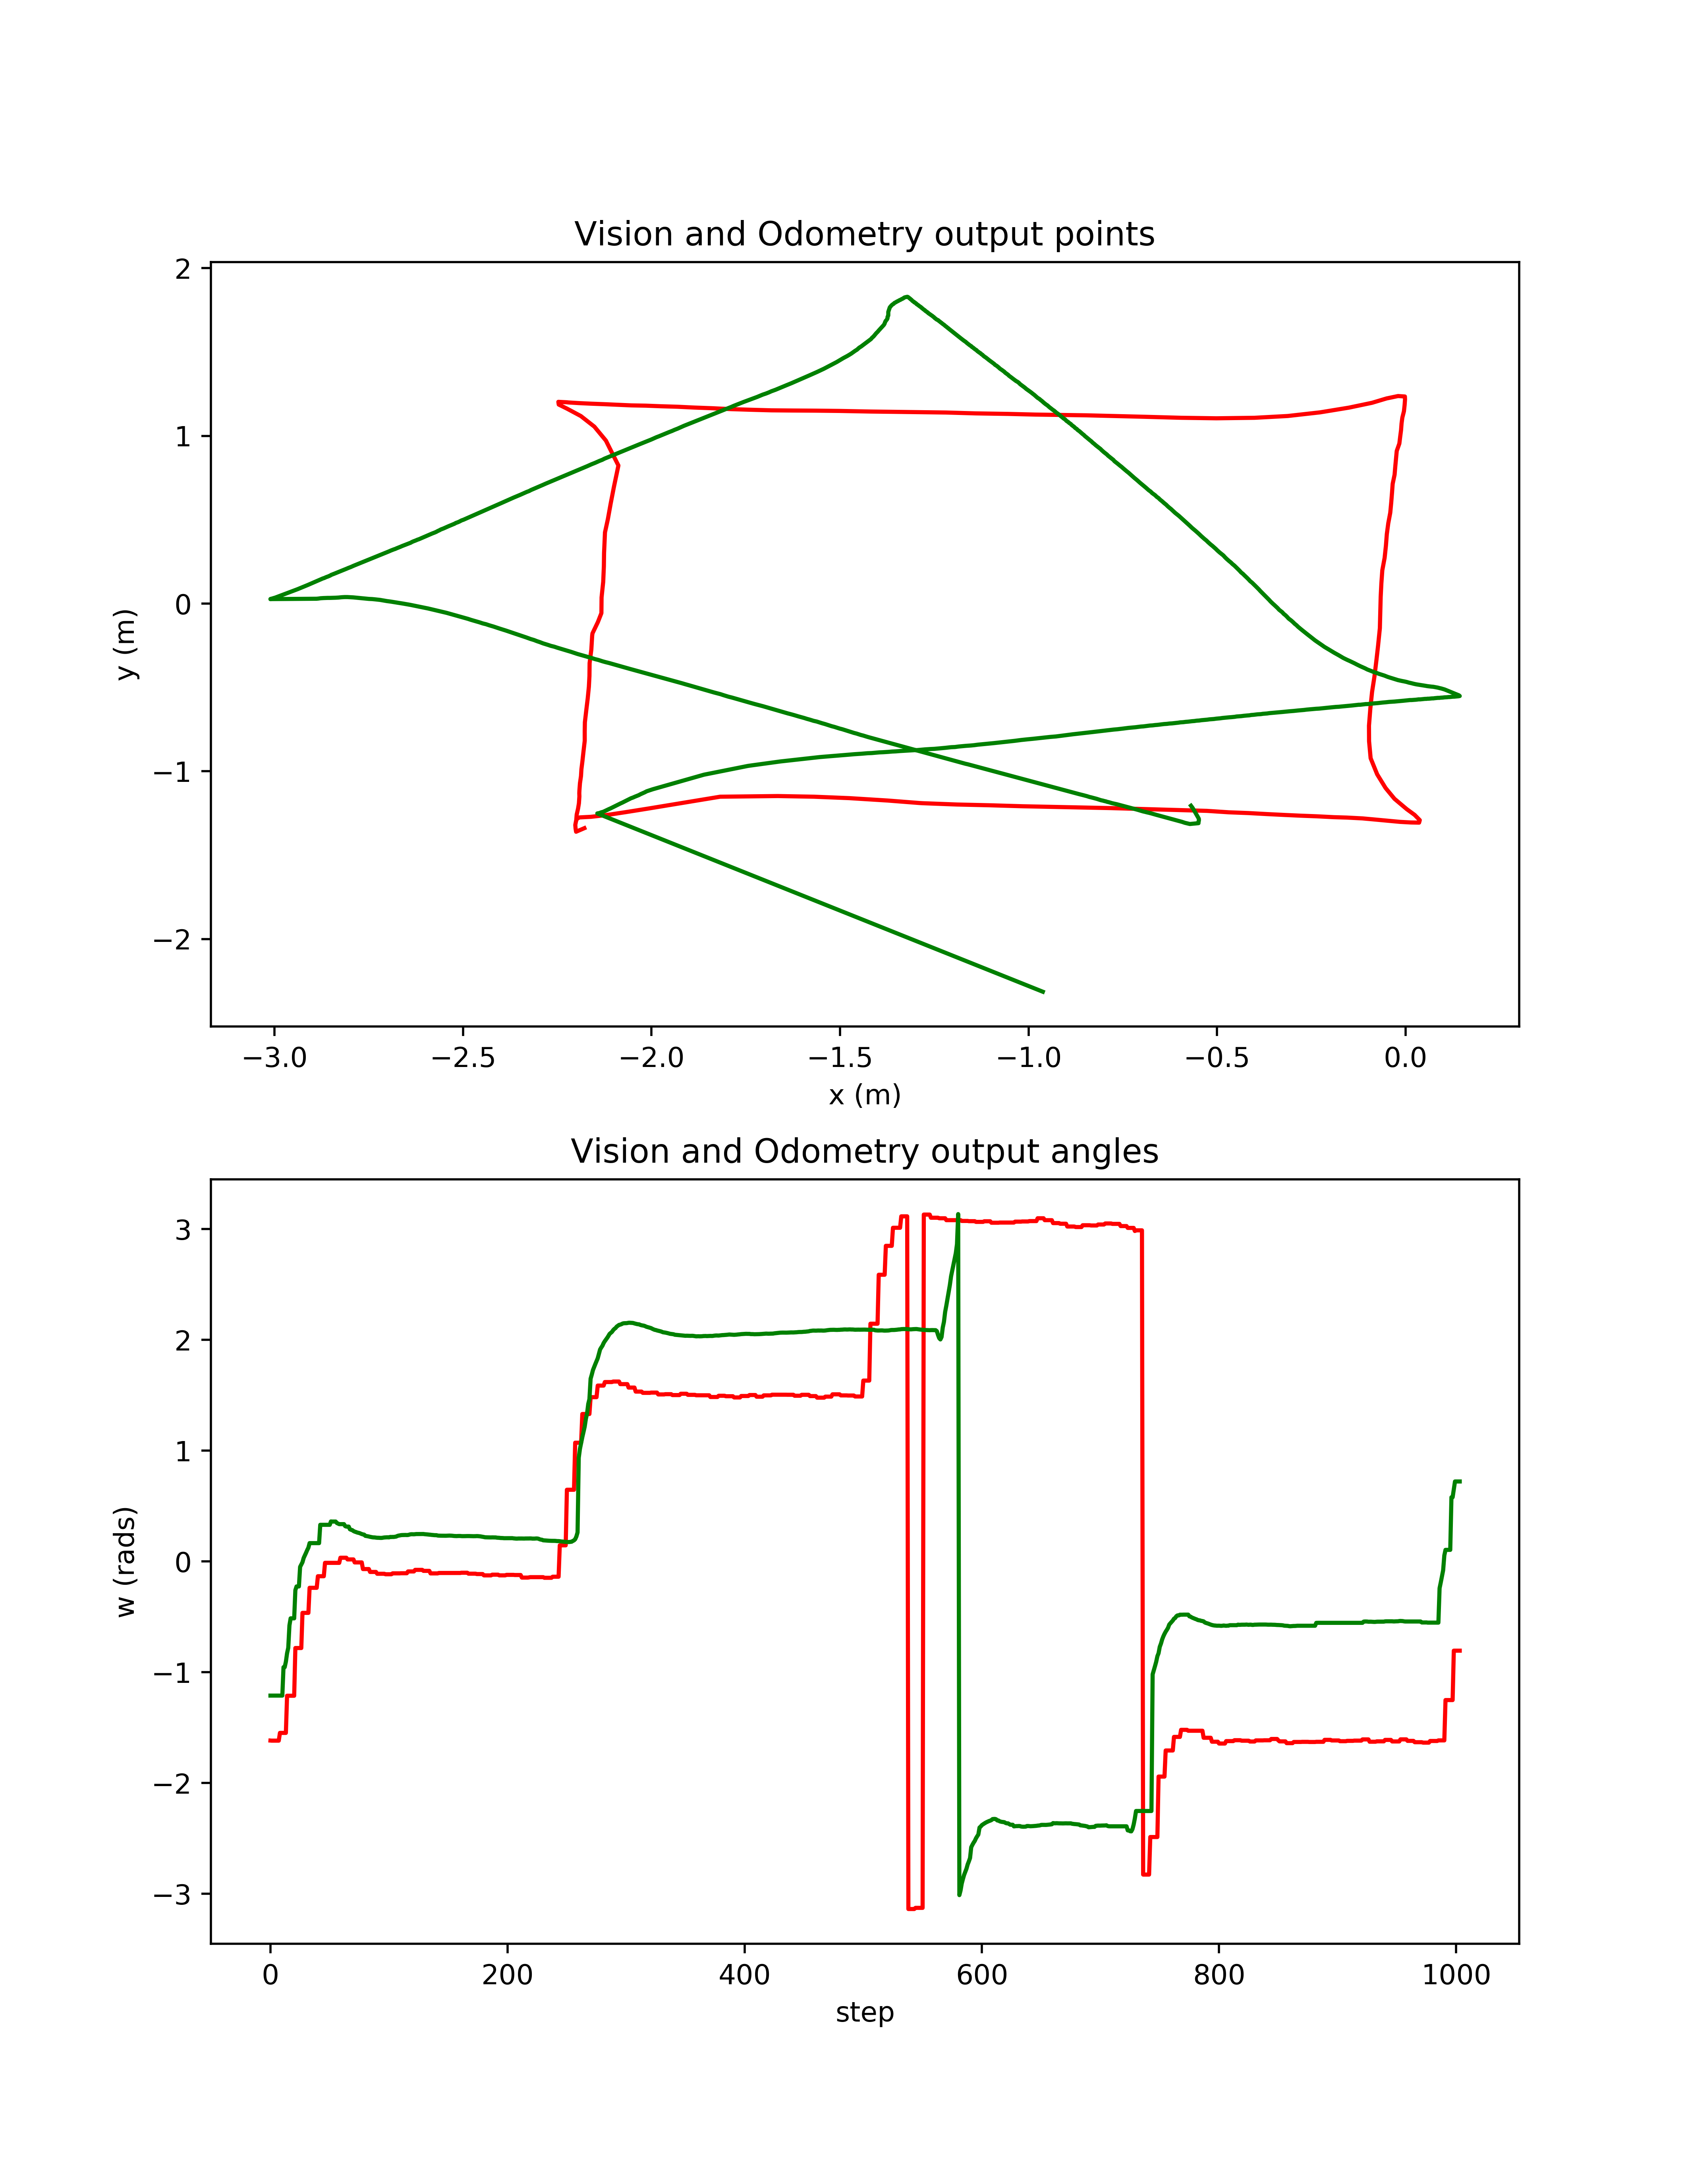 Vision and Odometry output points
2
1
0
−1
−2
y (m)
−3.0 −2.5 −2.0 −1.5 −1.0 −0.5 0.0
x (m)
Vision and Odometry output angles
3
2
1
0
−1
−2
−3
w (rads)
0 200 400 600 800 1000
step